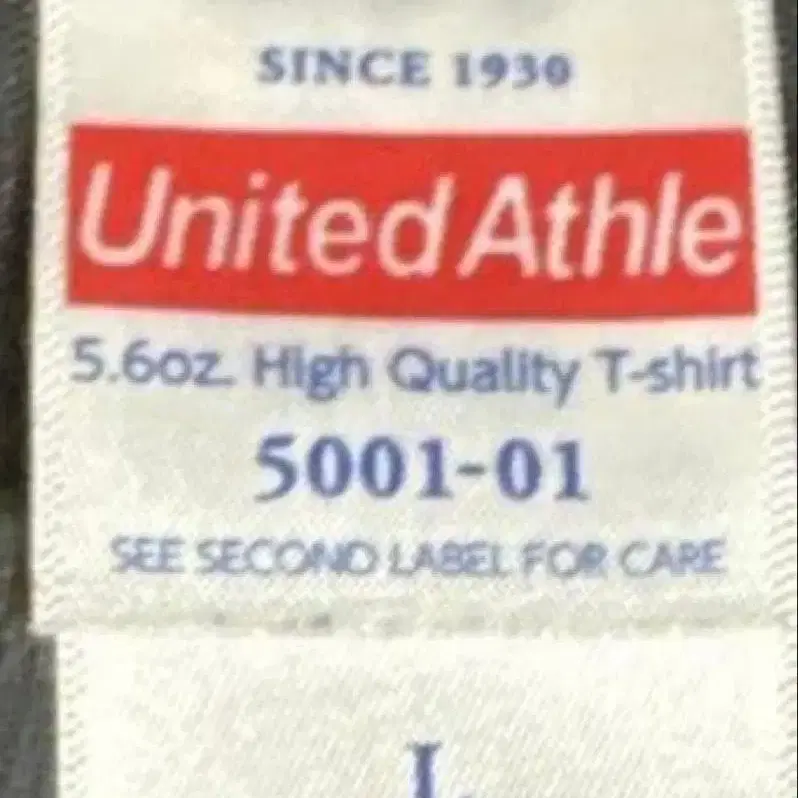 SINCE 1930
United Athle
5.6oz. High Quality T-shirt
5001-01
SEE SECOND LABEL FOR CARE
L